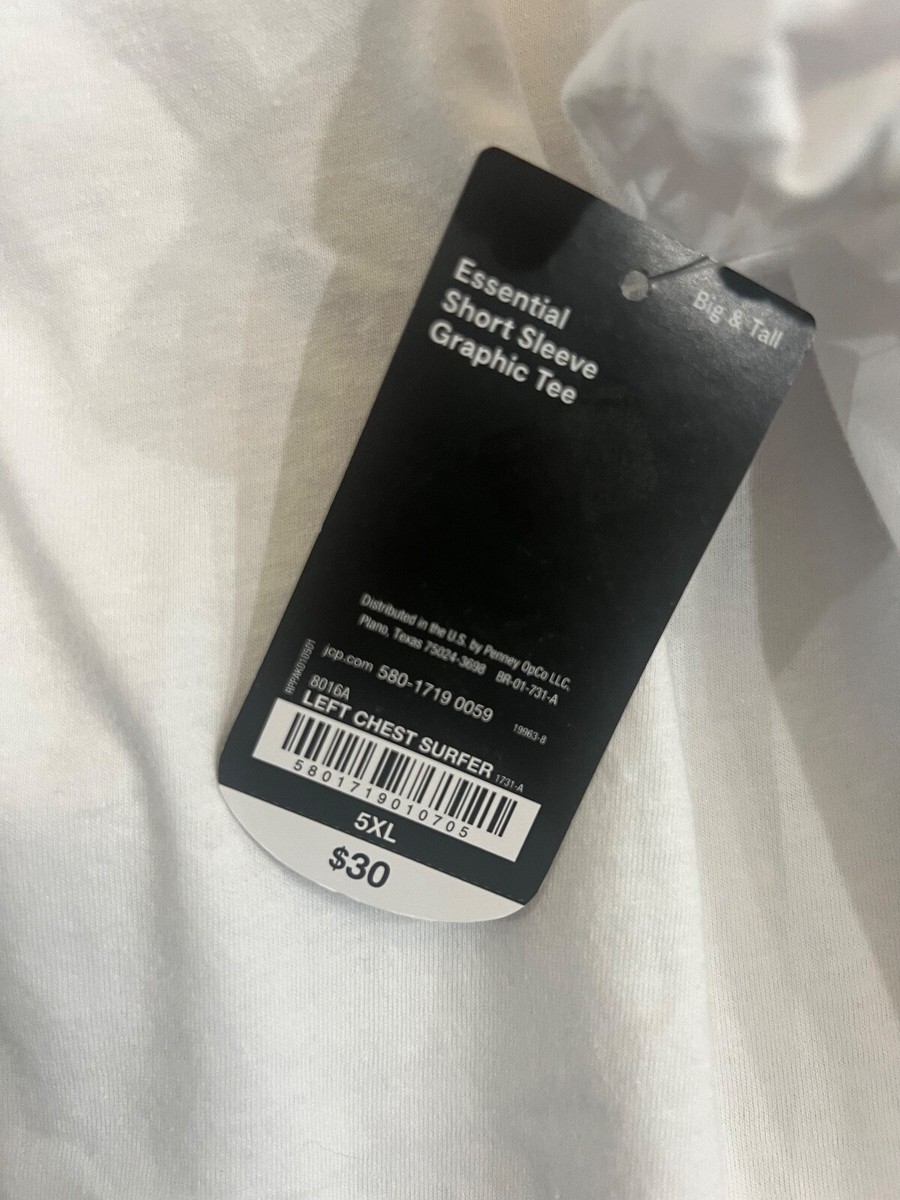 Big & Tall
Essential
Short Sleeve
Graphic Tee
Distributed in the U.S. by Penney OpCo LLC,
Plano, Texas 75024-3698 BR-01-731-A
jcp.com 580-1719 0059
19963-8
RPPAK010501
8016A
LEFT CHEST SURFER 1731-A
5801719010705
5XL
$30